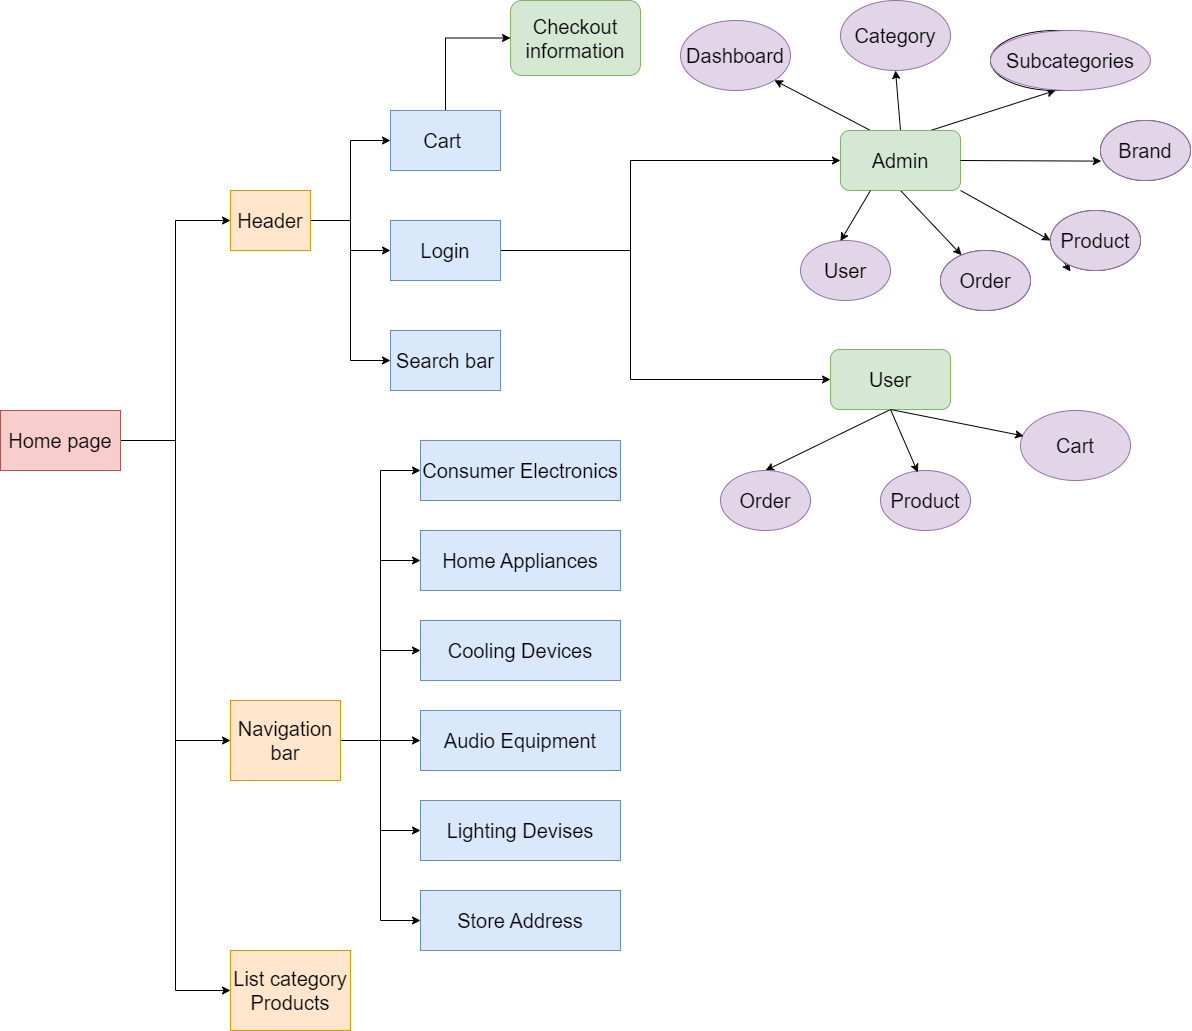 Checkout
information
Dashboard
Category
Subcategories
Cart
Admin
Brand
Header
Login
User
Order
Product
Search bar
User
Home page
Cart
Consumer Electronics
Order
Product
Home Appliances
Cooling Devices
Navigation
bar
Audio Equipment
Lighting Devises
Store Address
List category
Products